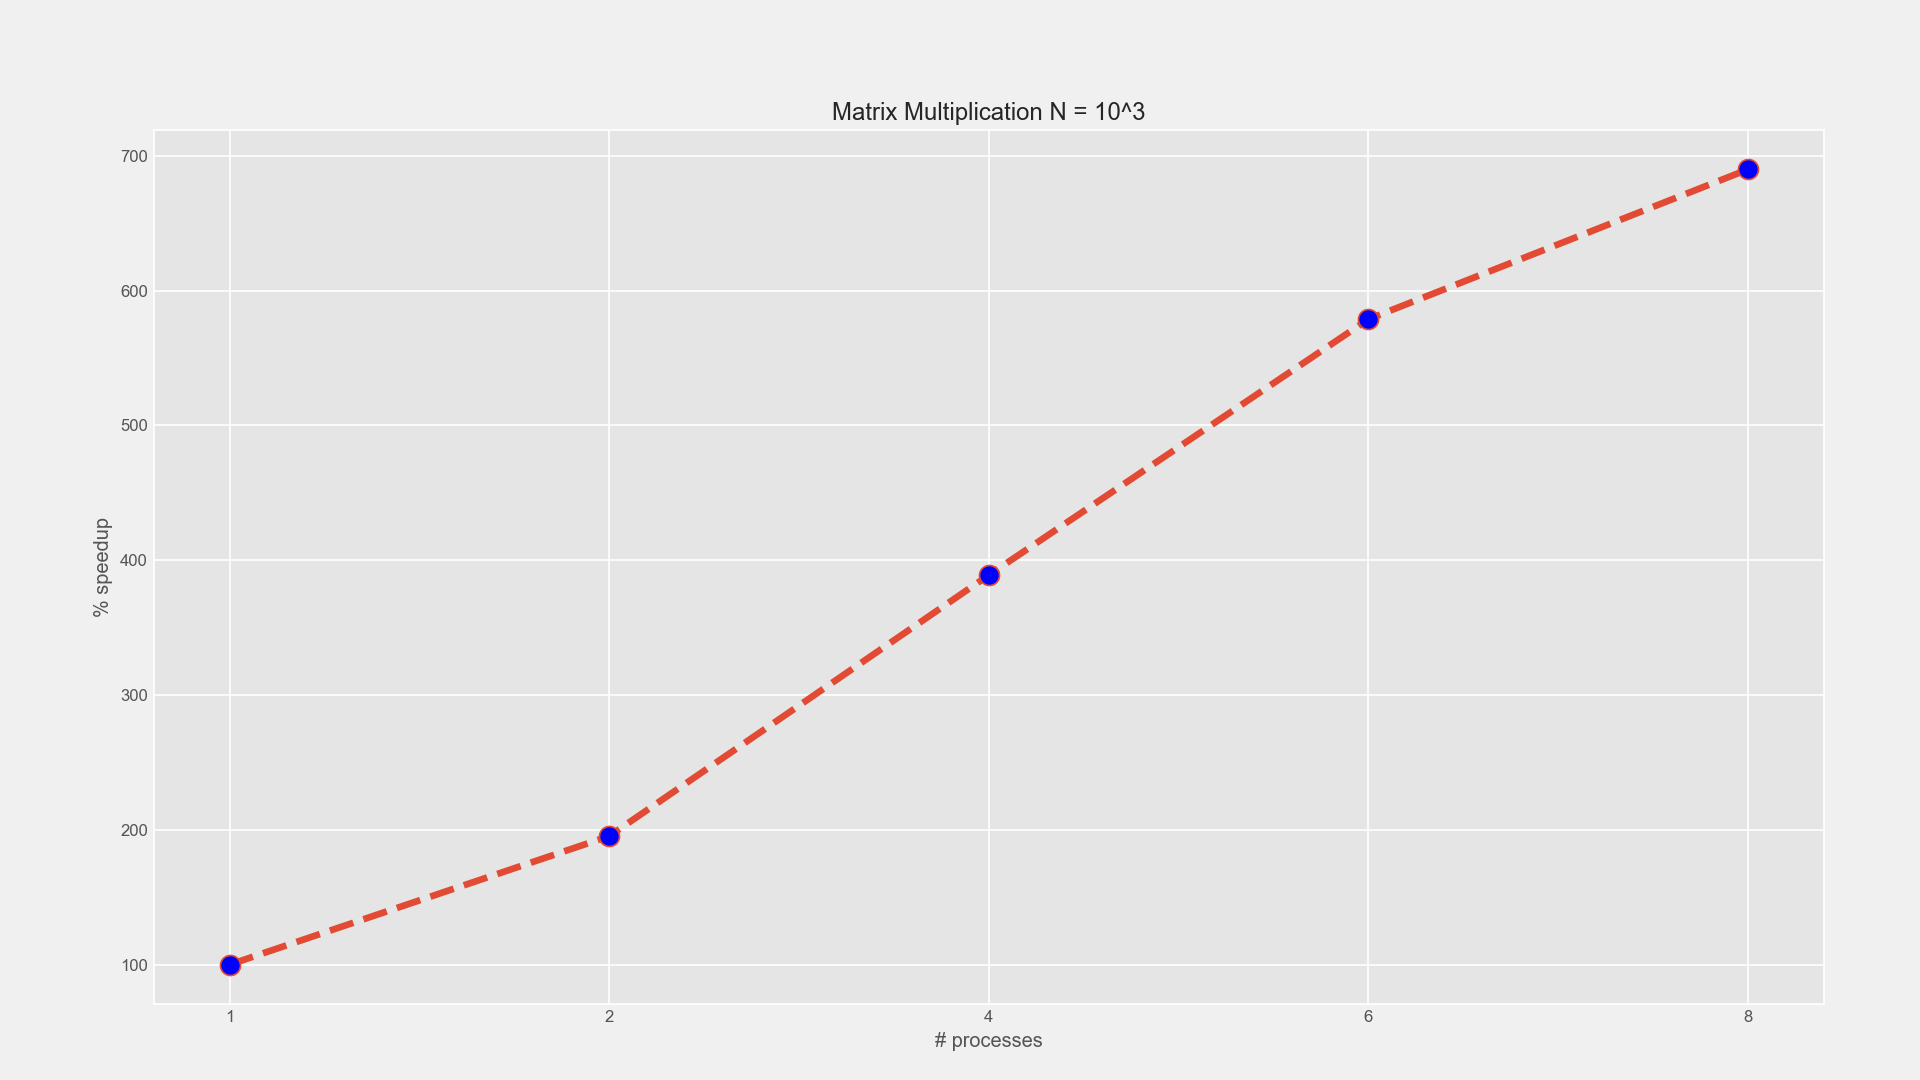 Matrix Multiplication N = 10^3
700
600
500
400
300
200
100
% speedup
1 2 4 6 8
# processes